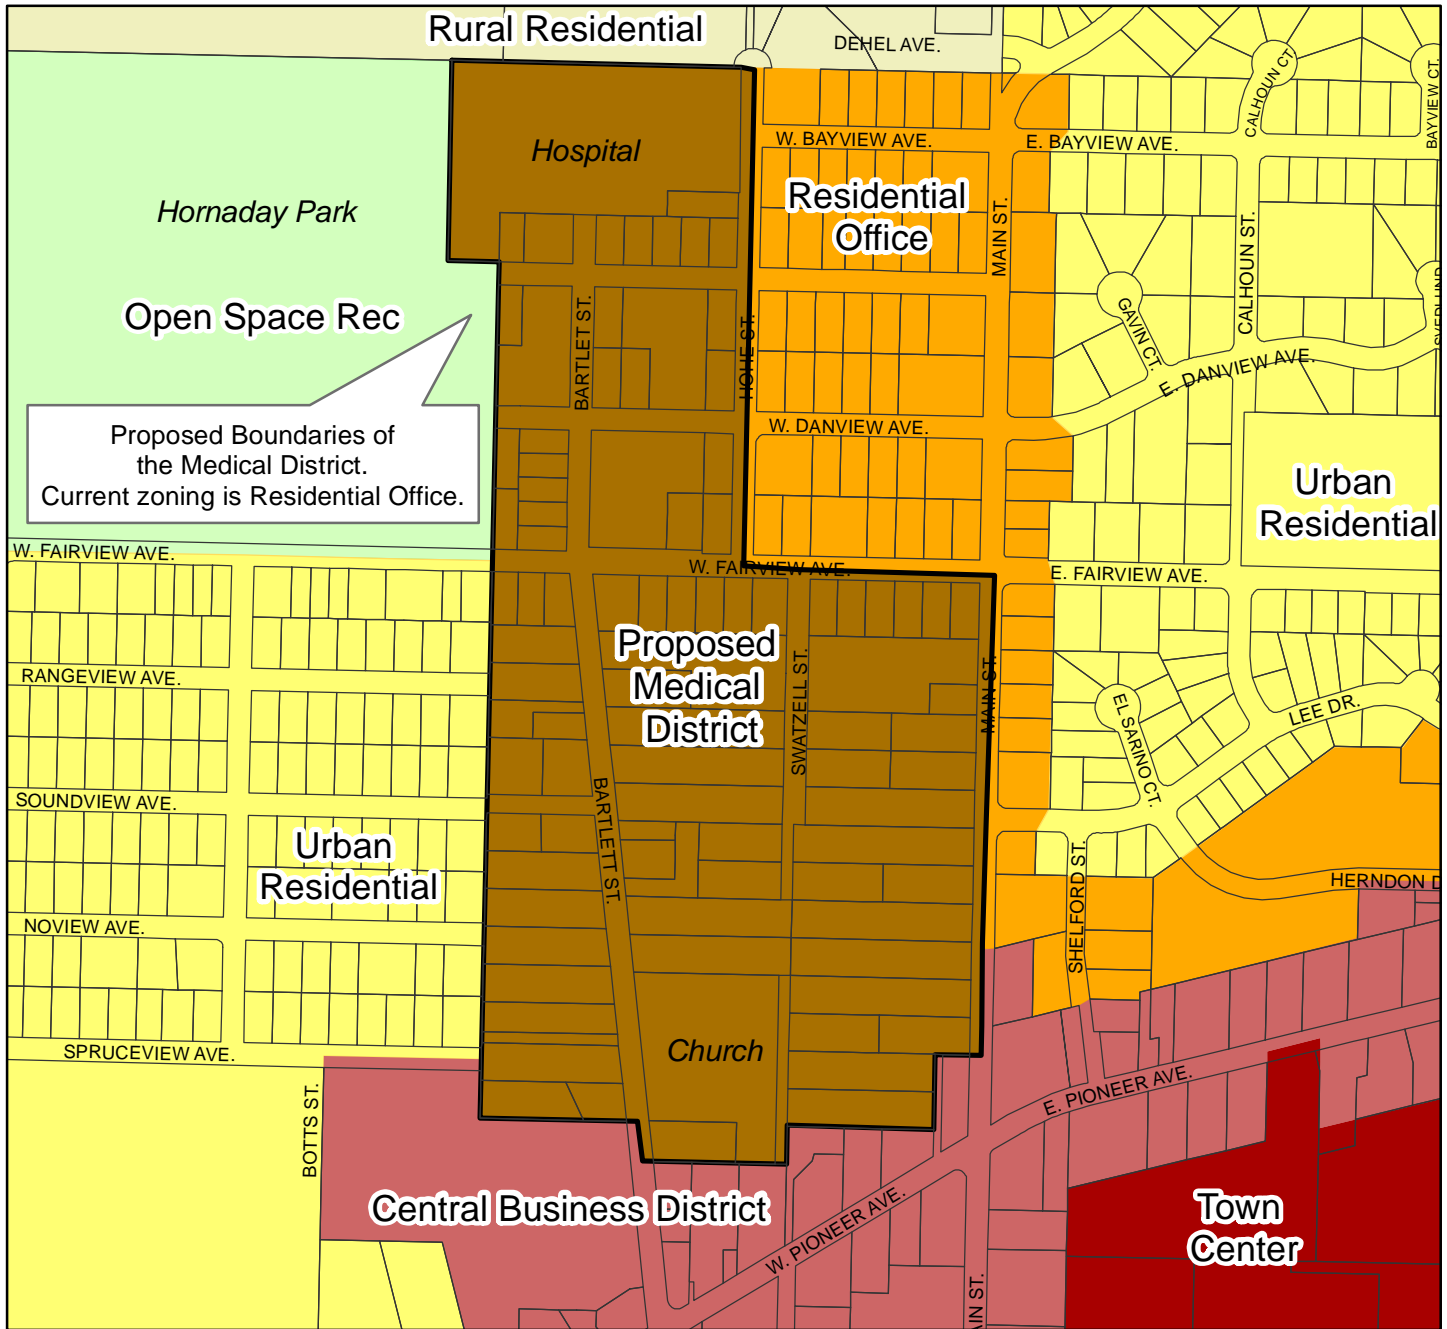 Rural Residential
DEHEL AVE.
CALHOUN CT
BAYVIEW CT.
Hospital
W. BAYVIEW AVE.
E. BAYVIEW AVE.
Hornaday Park
Residential
Office
MAIN ST.
CALHOUN ST.
Open Space Rec
BARTLET ST.
HOHE ST.
GAVIN CT.
E. DANVIEW AVE.
Proposed Boundaries of
the Medical District.
Current zoning is Residential Office.
W. DANVIEW AVE.
Urban
Residential
W. FAIRVIEW AVE.
W. FAIRVIEW AVE.
E. FAIRVIEW AVE.
Proposed
Medical
District
SWATZELL ST.
MAIN ST.
RANGEVIEW AVE.
EL SARINO CT.
LEE DR.
SOUNDVIEW AVE.
BARTLETT ST.
Urban
Residential
HERNDON D
SHELFORD ST.
NOVIEW AVE.
Church
SPRUCEVIEW AVE.
BOTTS ST.
E. PIONEER AVE.
Central Business District
W. PIONEER AVE.
Town
Center
AIN ST.